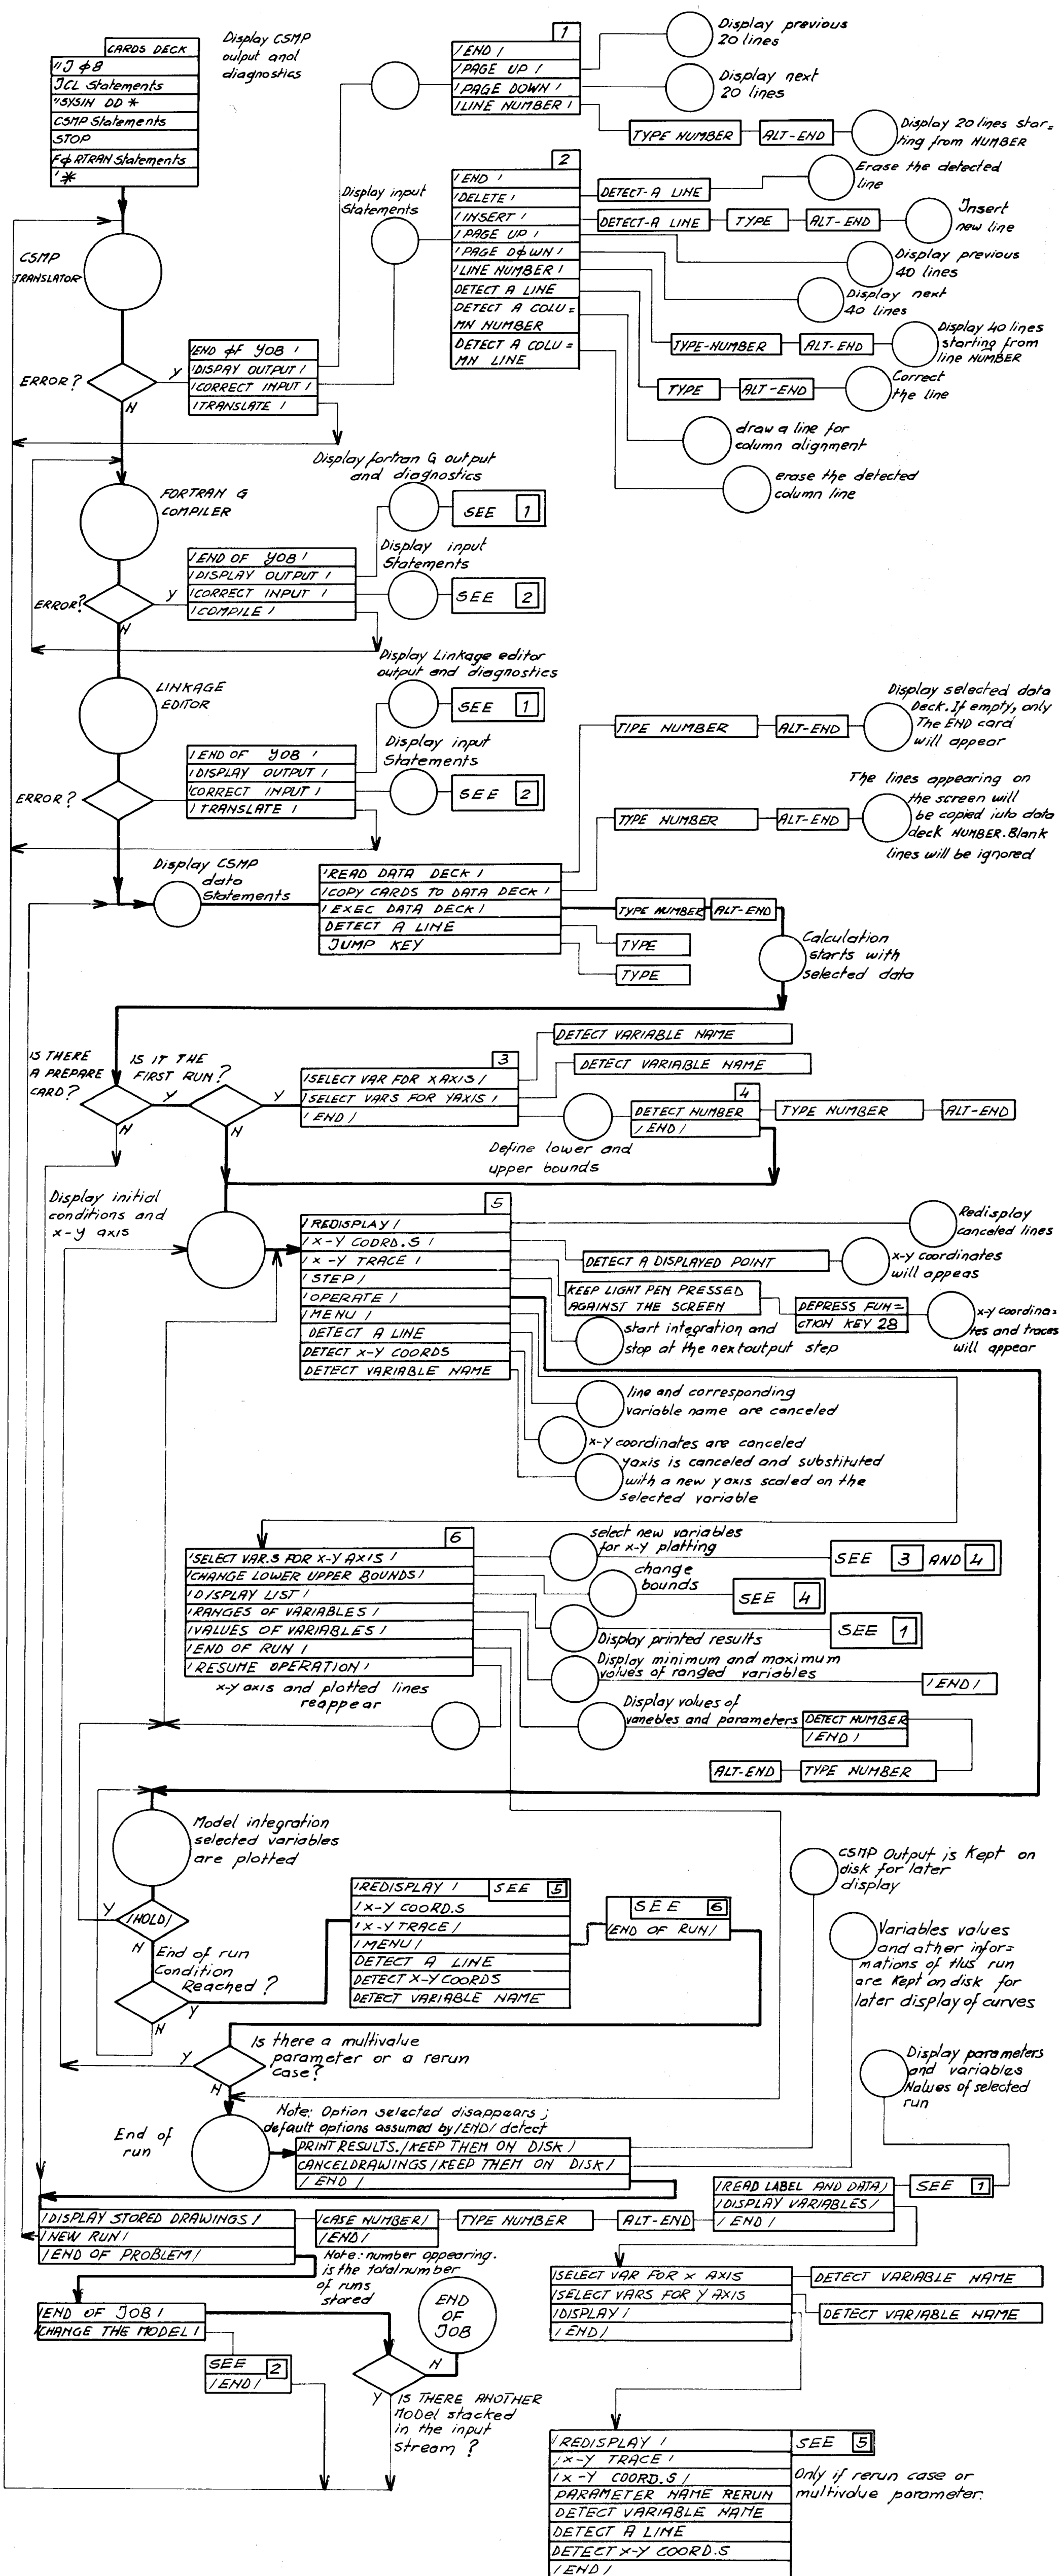 CARDS DECK
"J φ B
JCL Statements
"SYSIN DD *
CSMP Statements
STOP
FφRTRAN Statements
'*
Display CSMP
output and
diagnostics
1
/END/
/PAGE UP/
/PAGE DOWN/
/LINE NUMBER/
Display previous
20 lines
Display next
20 lines
TYPE NUMBER
ALT-END
Display 20 lines star=
ting from NUMBER
Display input
Statements
2
/END/
/DELETE/
/INSERT/
/PAGE UP/
/PAGE DφWN/
/LINE NUMBER/
DETECT A LINE
DETECT A COLU=
MN NUMBER
DETECT A COLU=
MN LINE
DETECT-A LINE
Erase the detected
line
DETECT-A LINE
TYPE
ALT-END
Insert
new line
Display previous
40 lines
Display next
40 lines
TYPE-NUMBER
ALT-END
Display 40 lines
starting from
line NUMBER
TYPE
ALT-END
Correct
the line
draw a line for
column alignment
erase the detected
column line
CSMP
TRANSLATOR
ERROR?
Y
N
/END φF YOB/
/DISPLAY OUTPUT/
/CORRECT INPUT/
/TRANSLATE/
Display fortran G output
and diagnostics
FORTRAN G
COMPILER
SEE 1
Display input
Statements
/END OF YOB/
/DISPLAY OUTPUT/
/CORRECT INPUT/
/COMPILE/
SEE 2
ERROR?
Y
N
Display Linkage editor
output and diagnostics
LINKAGE
EDITOR
SEE 1
Display input
Statements
/END OF YOB/
/DISPLAY OUTPUT/
/CORRECT INPUT/
/TRANSLATE/
SEE 2
ERROR?
Display selected data
Deck. If empty, only
The END card
will appear
TIPE NUMBER
ALT-END
The lines appearing on
the screen will
be copied into data
deck NUMBER. Blank
lines will be ignored
TYPE NUMBER
ALT-END
Display CSMP
data
Statements
/READ DATA DECK/
/COPY CARDS TO DATA DECK/
/EXEC DATA DECK/
DETECT A LINE
JUMP KEY
TYPE NUMBER
ALT-END
TYPE
TYPE
Calculation
starts with
selected data
IS THERE
A PREPARE
CARD?
IS IT THE
FIRST RUN?
Y
Y
N
N
3
/SELECT VAR FOR X AXIS/
/SELECT VARS FOR Y AXIS/
/END/
DETECT VARIABLE NAME
DETECT VARIABLE NAME
4
DETECT NUMBER
/END/
TYPE NUMBER
ALT-END
Define lower and
upper bounds
Display initial
conditions and
x-y axis
5
/REDISPLAY/
/X-Y COORD.S/
/X-Y TRACE/
/STEP/
/OPERATE/
/MENU/
DETECT A LINE
DETECT X-Y COORDS
DETECT VARIABLE NAME
Redisplay
canceled lines
DETECT A DISPLAYED POINT
x-y coordinates
will appeas
KEEP LIGHT PEN PRESSED
AGAINST THE SCREEN
DEPRESS FUN=
CTION KEY 28
x-y coordina=
tes and traces
will appear
start integration and
stop at the next output step
line and corresponding
variable name are canceled
x-y coordinates are canceled
yaxis is canceled and substituted
with a new y axis scaled on the
selected variable
6
/SELECT VAR.S FOR X-Y AXIS/
/CHANGE LOWER UPPER BOUNDS/
/DISPLAY LIST/
/RANGES OF VARIABLES/
/VALUES OF VARIABLES/
/END OF RUN/
/RESUME OPERATION/
select new variables
for x-y platting
SEE 3 AND 4
change
bounds
SEE 4
Display printed results
SEE 1
Display minimum and maximum
values of ranged variables
/END/
Display values of
vanebles and parameters
DETECT NUMBER
/END/
ALT-END
TYPE NUMBER
x-y axis and plotted lines
reappear
Model integration
selected variables
are plotted
Y
/HOLD/
N
End of run
Condition
Reached?
Y
N
/REDISPLAY/
SEE 5
/X-Y COORD.S
/X-Y TRACE/
/MENU/
DETECT A LINE
DETECT X-Y COORDS
DETECT VARIABLE NAME
SEE 6
/END OF RUN/
CSMP Output is Kept on
disk for later
display
Variables values
and ather infor=
mations of thus run
are Kept on disk for
later display of curves
Is there a multivalue
parameter or a rerun
case?
Y
N
Display parameters
and variables
Nalues of selected
run
Note: Option selected disappears;
default options assumed by /END/ detect
End of
run
PRINT RESULTS./KEEP THEM ON DISK/
CANCELDRAWINGS/KEEP THEM ON DISK/
/END/
/READ LABEL AND DATA/
/DISPLAY VARIABLES/
/END/
SEE 1
/DISPLAY STORED DRAWINGS/
/NEW RUN/
/END OF PROBLEM/
/CASE NUMBER/
/END/
TYPE NUMBER
ALT-END
Note: number appearing.
is the total number
of runs
stored
/SELECT VAR FOR X AXIS
/SELECT VARS FOR Y AXIS
/DISPLAY/
/END/
DETECT VARIABLE NAME
DETECT VARIABLE NAME
/END OF JOB/
CHANGE THE MODEL/
SEE 2
/END/
END
OF
JOB
N
Y
IS THERE ANOTHER
Model stacked
in the input
stream?
/REDISPLAY/
/X-Y TRACE/
/X-Y COORD.S/
PARAMETER NAME RERUN
DETECT VARIABLE NAME
DETECT A LINE
DETECT X-Y COORD.S
/END/
SEE 5
Only if rerun case or
multivalue parameter.